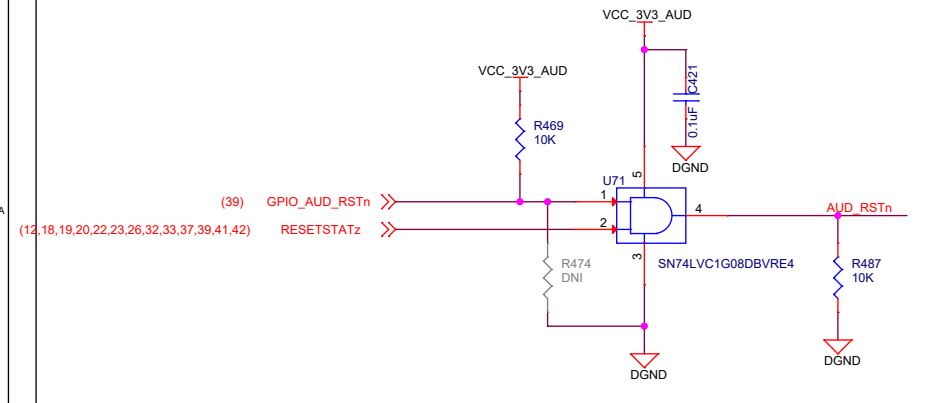 VCC_3V3_AUD
VCC_3V3_AUD
C421
0.1uF
R469
10K
DGND
U71
5
(39) GPIO_AUD_RSTn
1
A
4
AUD_RSTn
(12,18,19,20,22,23,26,32,33,37,39,41,42) RESETSTATz
2
3
SN74LVC1G08DBVRE4
R474
DNI
R487
10K
DGND
DGND